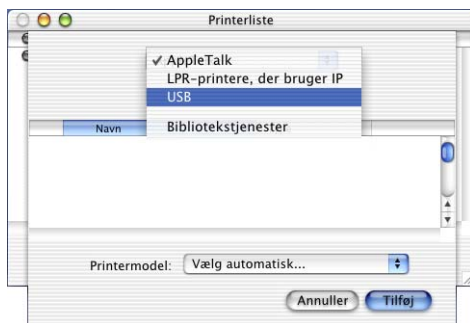 Printerliste
✓ AppleTalk
LPR-printere, der bruger IP
USB
Bibliotekstjenester
Navn
Printermodel: Vælg automatisk...
Annuller Tilføj